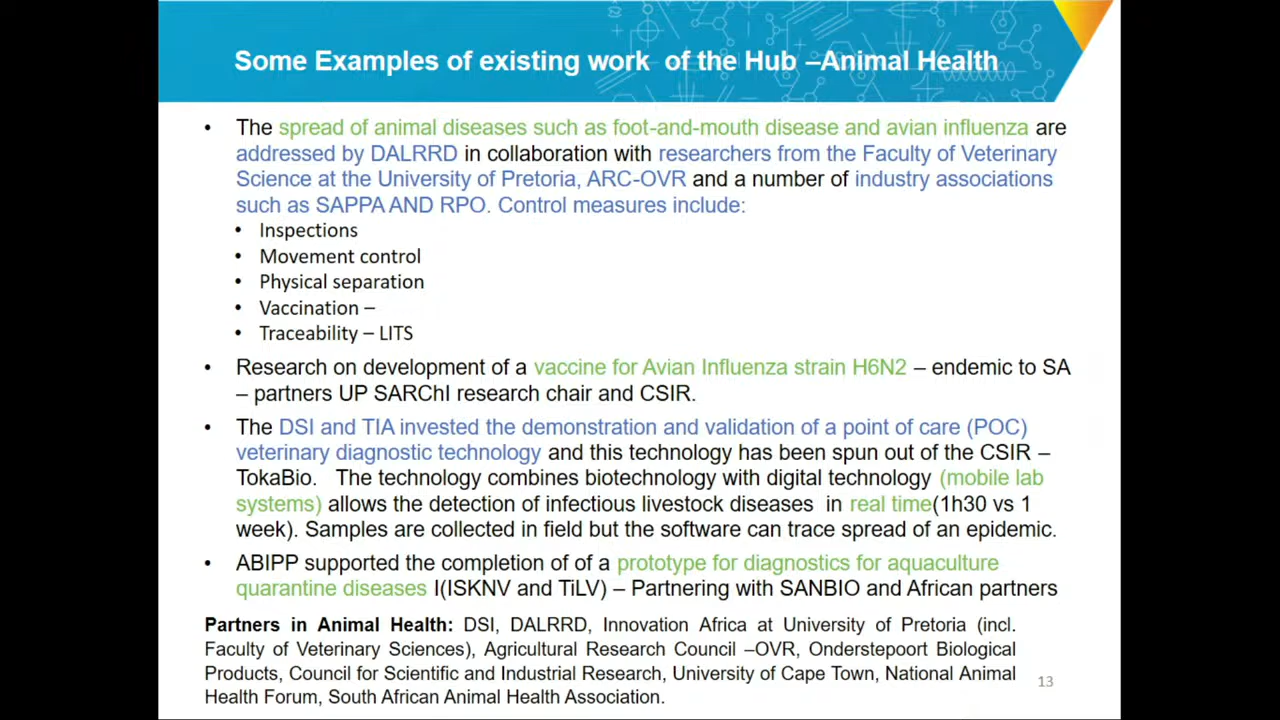 Some Examples of existing work of the Hub –Animal Health
• The spread of animal diseases such as foot-and-mouth disease and avian influenza are
addressed by DALRRD in collaboration with researchers from the Faculty of Veterinary
Science at the University of Pretoria, ARC-OVR and a number of industry associations
such as SAPPA AND RPO. Control measures include:
• Inspections
• Movement control
• Physical separation
• Vaccination –
• Traceability – LITS
• Research on development of a vaccine for Avian Influenza strain H6N2 – endemic to SA
– partners UP SARChI research chair and CSIR.
• The DSI and TIA invested the demonstration and validation of a point of care (POC)
veterinary diagnostic technology and this technology has been spun out of the CSIR –
TokaBio. The technology combines biotechnology with digital technology (mobile lab
systems) allows the detection of infectious livestock diseases in real time(1h30 vs 1
week). Samples are collected in field but the software can trace spread of an epidemic.
• ABIPP supported the completion of of a prototype for diagnostics for aquaculture
quarantine diseases I(ISKNV and TiLV) – Partnering with SANBIO and African partners
Partners in Animal Health: DSI, DALRRD, Innovation Africa at University of Pretoria (incl.
Faculty of Veterinary Sciences), Agricultural Research Council –OVR, Onderstepoort Biological
Products, Council for Scientific and Industrial Research, University of Cape Town, National Animal
Health Forum, South African Animal Health Association.
13